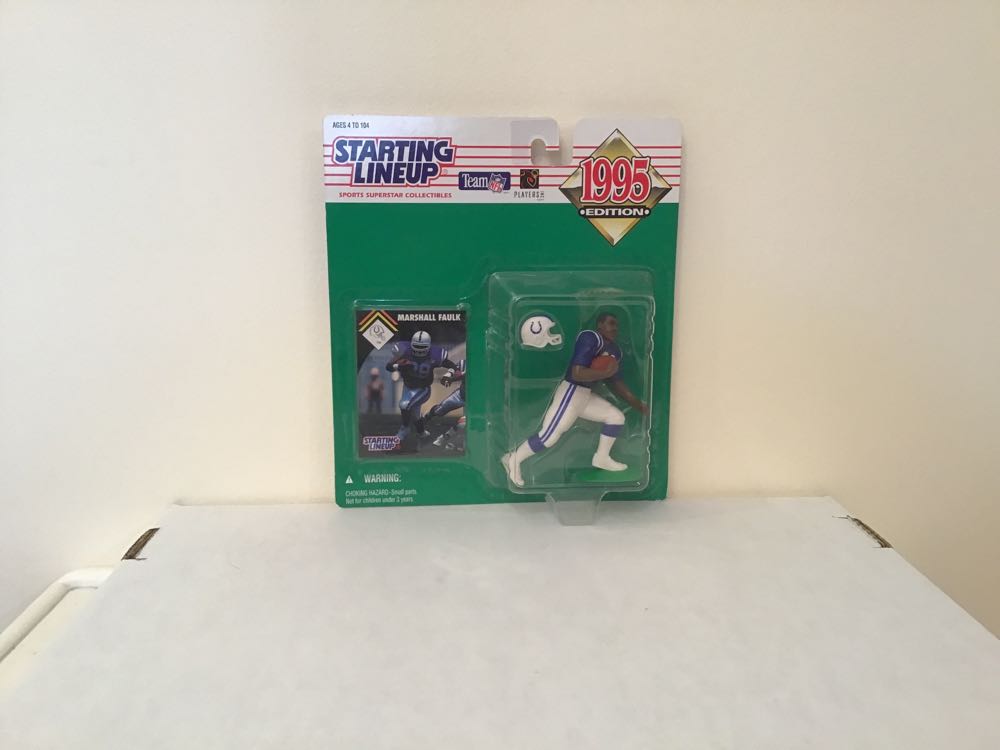 AGES 4 TO 104
STARTING
LINEUP
SPORTS SUPERSTAR COLLECTIBLES
Team NFL
PLAYERS
1995
EDITION
MARSHALL FAULK
STARTING
LINEUP
WARNING:
CHOKING HAZARD-Small parts
Not for children under 3 years